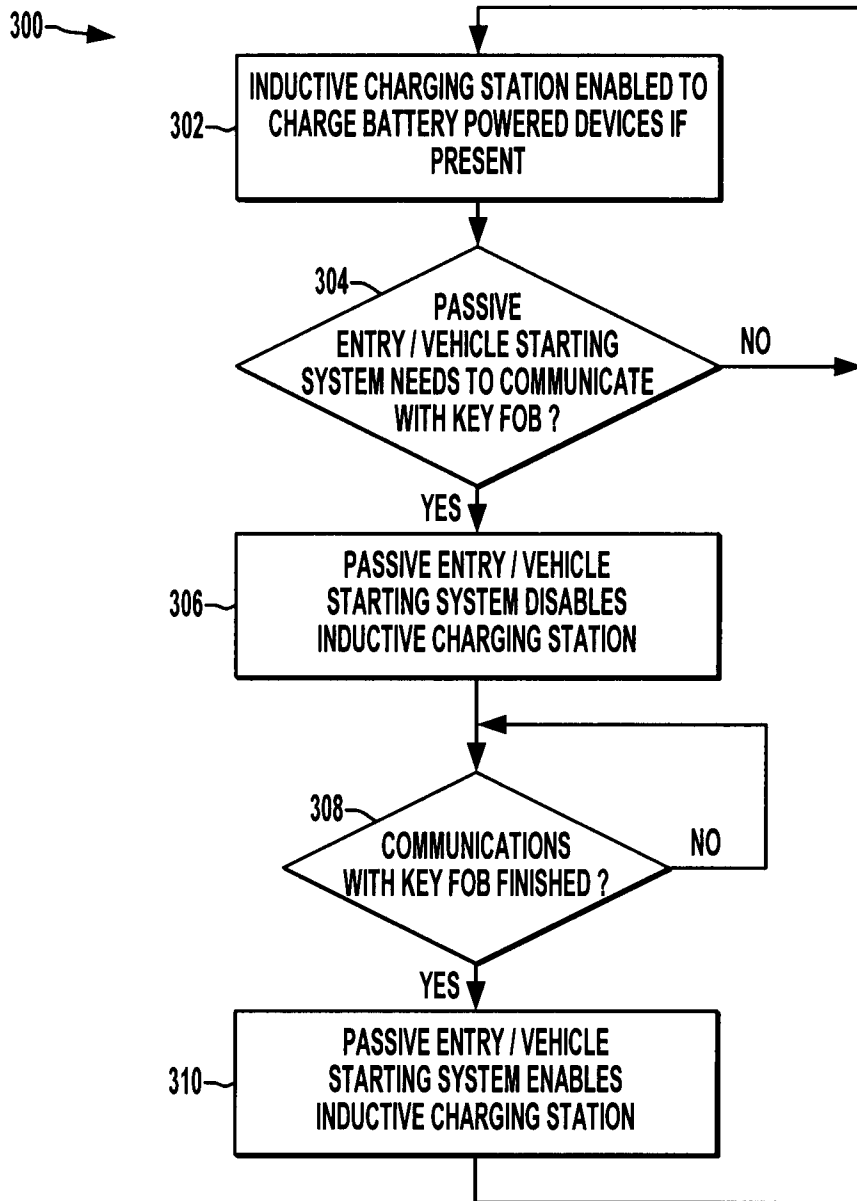 300
INDUCTIVE CHARGING STATION ENABLED TO
CHARGE BATTERY POWERED DEVICES IF
PRESENT
302
304
PASSIVE
ENTRY / VEHICLE STARTING
SYSTEM NEEDS TO COMMUNICATE
WITH KEY FOB ?
NO
YES
PASSIVE ENTRY / VEHICLE
STARTING SYSTEM DISABLES
INDUCTIVE CHARGING STATION
306
308
COMMUNICATIONS
WITH KEY FOB FINISHED ?
NO
YES
PASSIVE ENTRY / VEHICLE
STARTING SYSTEM ENABLES
INDUCTIVE CHARGING STATION
310